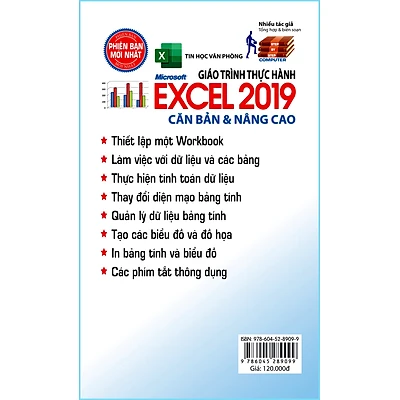 PHIÊN BẢN
MỚI NHẤT
TIN HỌC VĂN PHÒNG
Nhiều tác giả
Tổng hợp & biên soạn
STEP BY STEP
COMPUTER
Microsoft
GIÁO TRÌNH THỰC HÀNH
EXCEL 2019
CĂN BẢN & NÂNG CAO
★ Thiết lập một Workbook
★ Làm việc với dữ liệu và các bảng
★ Thực hiện tính toán dữ liệu
★ Thay đổi diện mạo bảng tính
★ Quản lý dữ liệu bảng tính
★ Tạo các biểu đồ và đồ họa
★ In bảng tính và biểu đồ
★ Các phím tắt thông dụng
ISBN: 978-604-52-8909-9
9 786045 289099
Giá: 120.000đ